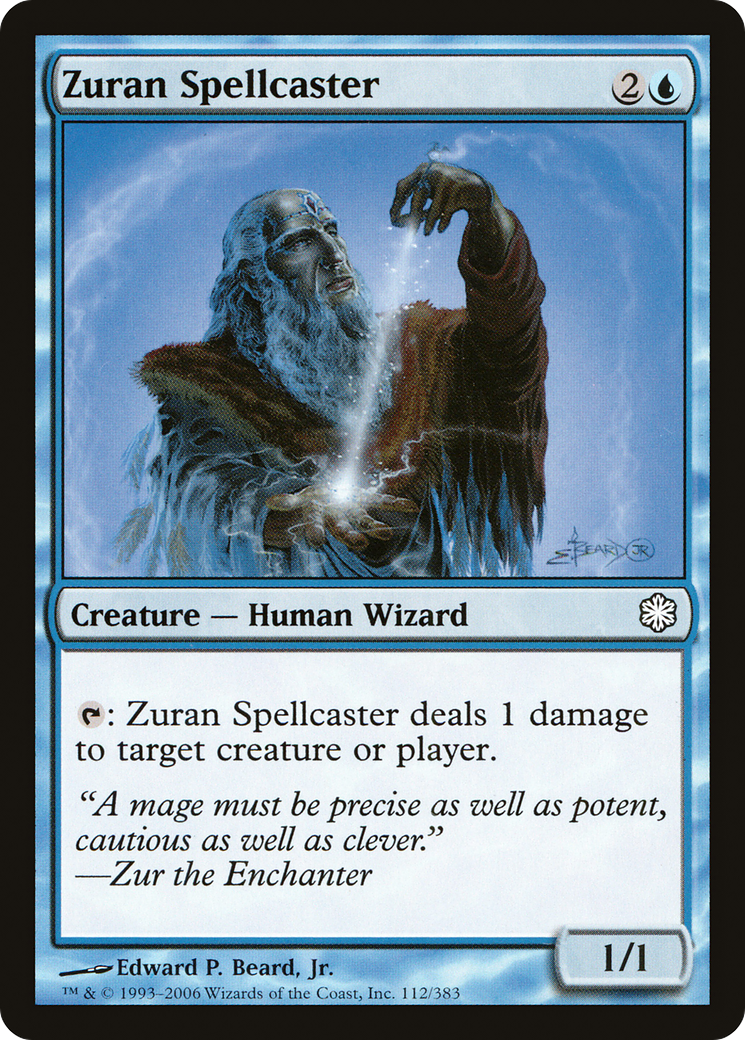 Zuran Spellcaster 2
E. BEARD JR
Creature — Human Wizard
: Zuran Spellcaster deals 1 damage
to target creature or player.
“A mage must be precise as well as potent,
cautious as well as clever.”
—Zur the Enchanter
1/1
Edward P. Beard, Jr.
™ & © 1993–2006 Wizards of the Coast, Inc. 112/383